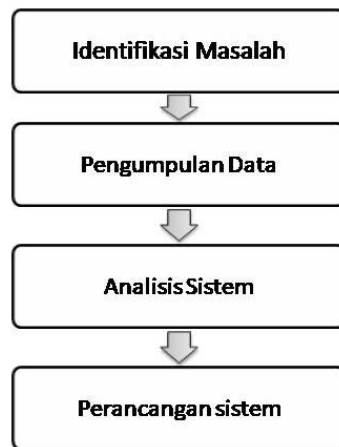 Identifikasi Masalah
Pengumpulan Data
Analisis Sistem
Perancangan sistem